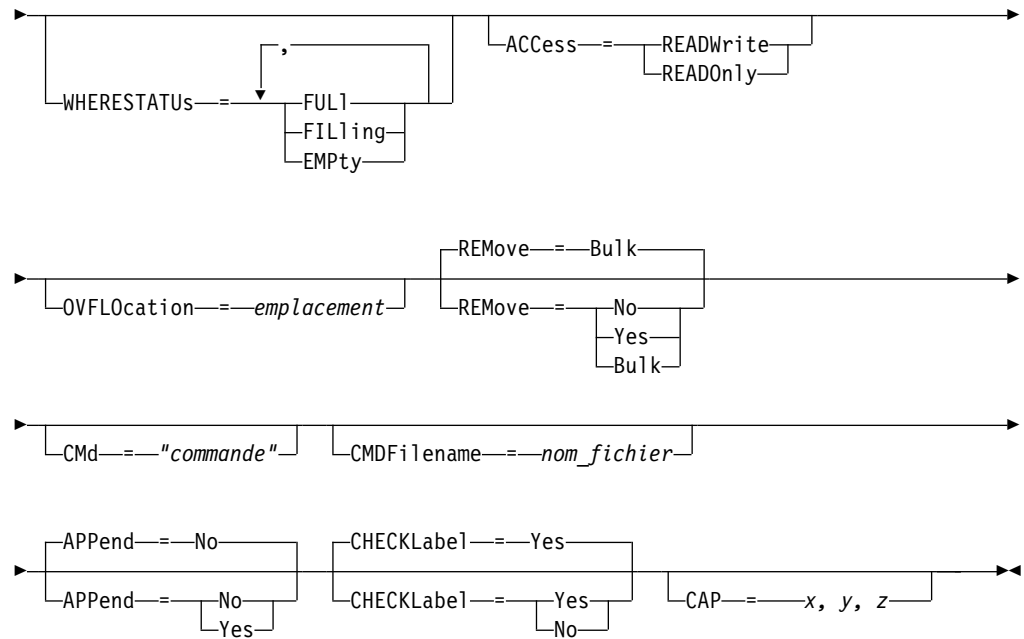 ,
WHERESTATUs = FULl
FILling
EMPty
ACCess = READWrite
READOnly
REMove = Bulk
OVFLOcation = emplacement
REMove = No
Yes
Bulk
CMd = "commande"
CMDFilename = nom_fichier
APPend = No
CHECKLabel = Yes
APPend = No
Yes
CHECKLabel = Yes
No
CAP = x, y, z